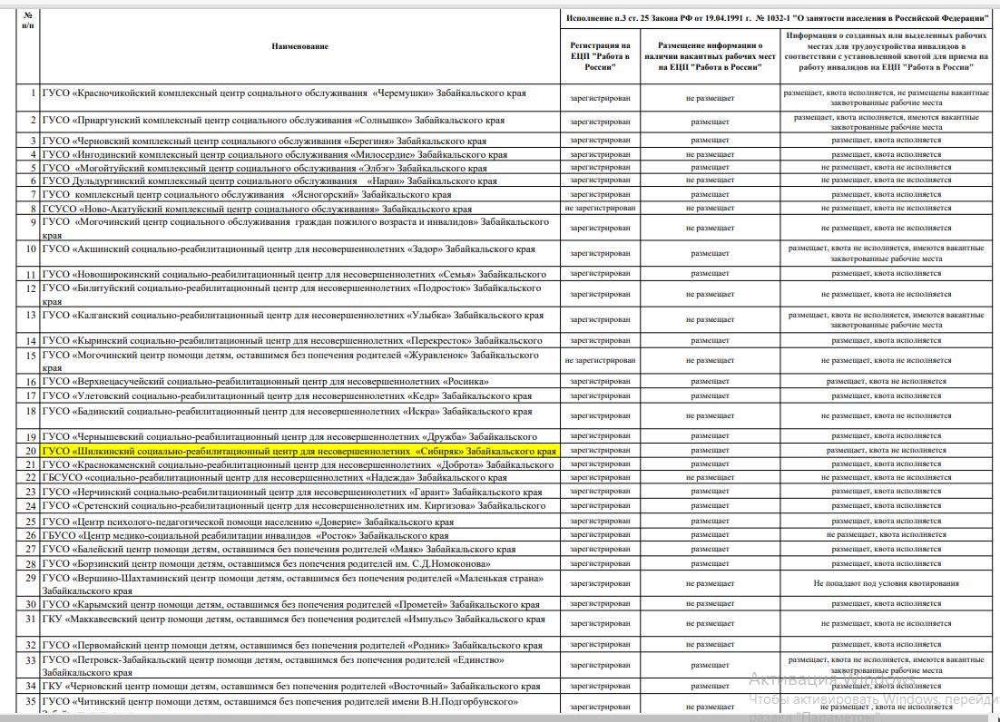 №
п/п
Наименование
Исполнение п.3 ст. 25 Закона РФ от 19.04.1991 г. № 1032-1 "О занятости населения в Российской Федерации"
Регистрация на
ЕЦП "Работа в
России"
Размещение информации о
наличии вакантных рабочих мест
на ЕЦП "Работа в России"
Информация о созданных или выделенных рабочих
местах для трудоустройства инвалидов в
соответствии с установленной квотой для приема на
работу инвалидов на ЕЦП "Работа в России"
1 ГУСО «Красночикойский комплексный центр социального обслуживания «Черемушки» Забайкальского края зарегистрирован не размещает размещает, квота исполняется, не размещены вакантные
заквотрованные рабочие места
2 ГУСО «Приаргунский комплексный центр социального обслуживания «Солнышко» Забайкальского края зарегистрирован размещает размещает, квота исполняется, имеются вакантные
заквотрованные рабочие места
3 ГУСО «Черновский комплексный центр социального обслуживания «Берегиня» Забайкальского края зарегистрирован размещает размещает, квота исполняется
4 ГУСО «Ингодинский комплексный центр социального обслуживания «Милосердие» Забайкальского края зарегистрирован не размещает размещает, квота исполняется
5 ГУСО «Могойтуйский комплексный центр социального обслуживания «Элбэг» Забайкальского края зарегистрирован размещает не размещает, квота не исполняется
6 ГУСО Дульдургинский комплексный центр социального обслуживания «Наран» Забайкальского края зарегистрирован не размещает не размещает, квота не исполняется
7 ГУСО комплексный центр социального обслуживания «Ясногорский» Забайкальского края зарегистрирован размещает размещает, квота исполняется
8 ГСУСО «Ново-Акатуйский комплексный центр социального обслуживания» Забайкальского края не зарегистрирован не размещает не размещает, квота не исполняется
9 ГУСО «Могочинский центр социального обслуживания граждан пожилого возраста и инвалидов» Забайкальского
края зарегистрирован не размещает не размещает, квота не исполняется
10 ГУСО «Акшинский социально-реабилитационный центр для несовершеннолетних «Задор» Забайкальского края зарегистрирован размещает размещает, квота не исполняется, имеются вакантные
заквотрованные рабочие места
11 ГУСО «Новоширокинский социально-реабилитационный центр для несовершеннолетних «Семья» Забайкальского зарегистрирован размещает размещает, квота исполняется
12 ГУСО «Билитуйский социально-реабилитационный центр для несовершеннолетних «Подросток» Забайкальского
края зарегистрирован не размещает не размещает, квота не исполняется
13 ГУСО «Калганский социально-реабилитационный центр для несовершеннолетних «Улыбка» Забайкальского края зарегистрирован не размещает размещает, квота не исполняется, имеются вакантные
заквотрованные рабочие места
14 ГУСО «Кыринский социально-реабилитационный центр для несовершеннолетних «Перекресток» Забайкальского зарегистрирован размещает размещает, квота исполняется
15 ГУСО «Могочинский центр помощи детям, оставшимся без попечения родителей «Журавленок» Забайкальского
края не зарегистрирован не размещает не размещает, квота не исполняется
16 ГУСО «Верхнецасучейский социально-реабилитационный центр для несовершеннолетних «Росинка» зарегистрирован размещает размещает, квота не исполняется
17 ГУСО «Улетовский социально-реабилитационный центр для несовершеннолетних «Кедр» Забайкальского края зарегистрирован размещает размещает, квота исполняется
18 ГУСО «Бадинский социально-реабилитационный центр для несовершеннолетних «Искра» Забайкальского края зарегистрирован не размещает не размещает, квота не исполняется
19 ГУСО «Чернышевский социально-реабилитационный центр для несовершеннолетних «Дружба» Забайкальского зарегистрирован размещает размещает, квота исполняется
20 ГУСО «Шилкинский социально-реабилитационный центр для несовершеннолетних «Сибиряк» Забайкальского края зарегистрирован размещает размещает, квота не исполняется
21 ГУСО «Краснокаменский социально-реабилитационный центр для несовершеннолетних «Доброта» Забайкальского зарегистрирован размещает размещает, квота исполняется
22 ГБСУСО «социально-реабилитационный центр для несовершеннолетних «Надежда» Забайкальского края зарегистрирован не размещает не размещает, квота не исполняется
23 ГУСО «Нерчинский социально-реабилитационный центр для несовершеннолетних «Гарант» Забайкальского края зарегистрирован размещает размещает, квота исполняется
24 ГУСО «Сретенский социально-реабилитационный центр для несовершеннолетних им. Киргизова» Забайкальского зарегистрирован размещает размещает, квота исполняется
25 ГУСО «Центр психолого-педагогической помощи населению «Доверие» Забайкальского края зарегистрирован размещает размещает, квота исполняется
26 ГБУСО «Центр медико-социальной реабилитации инвалидов «Росток» Забайкальского края зарегистрирован размещает не размещает, квота исполняется
27 ГУСО «Балейский центр помощи детям, оставшимся без попечения родителей «Маяк» Забайкальского края зарегистрирован размещает размещает, квота исполняется
28 ГУСО «Борзинский центр помощи детям, оставшимся без попечения родителей им. С.Д.Номоконова» зарегистрирован размещает размещает, квота исполняется
29 ГУСО «Вершино-Шахтаминский центр помощи детям, оставшимся без попечения родителей «Маленькая страна»
Забайкальского края зарегистрирован не размещает Не попадают под условия квотирования
30 ГУСО «Карымский центр помощи детям, оставшимся без попечения родителей «Прометей» Забайкальского края зарегистрирован не размещает размещает, квота исполняется
31 ГКУ «Маккавеевский центр помощи детям, оставшимся без попечения родителей «Импульс» Забайкальского края зарегистрирован не размещает не размещает, квота не исполняется
32 ГУСО «Первомайский центр помощи детям, оставшимся без попечения родителей «Родник» Забайкальского края зарегистрирован не размещает размещает, квота исполняется
33 ГУСО «Петровск-Забайкальский центр помощи детям, оставшимся без попечения родителей «Единство»
Забайкальского края зарегистрирован размещает размещает, квота не исполняется, имеются вакантные
заквотрованные рабочие места
34 ГКУ «Черновский центр помощи детям, оставшимся без попечения родителей «Восточный» Забайкальского края зарегистрирован размещает размещает, квота исполняется
35 ГУСО «Читинский центр помощи детям, оставшимся без попечения родителей имени В.Н.Подгорбунского» зарегистрирован не размещает не размещает , квота не исполняется
Активация Windows
Чтобы активировать Windows, перейди
раздел "Параметры".